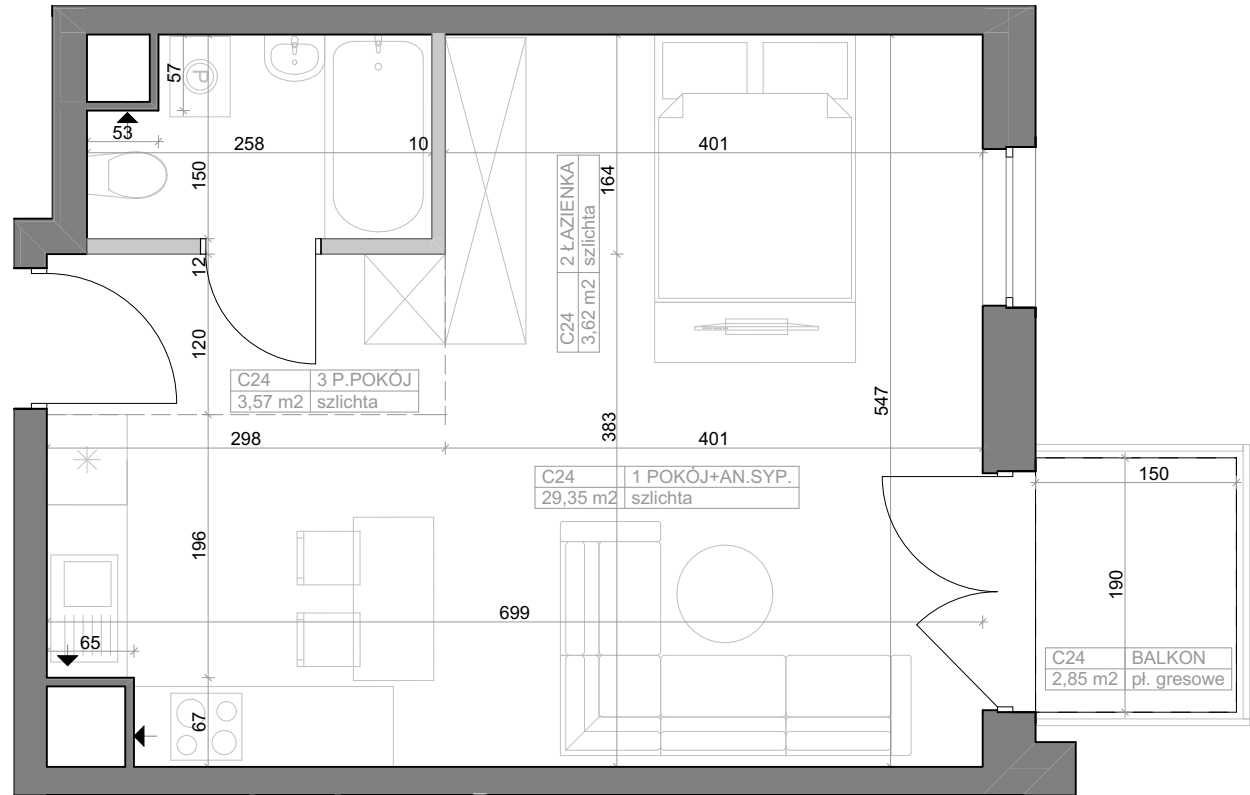 57
P
53
258
10
401
150
164
C24 2 ŁAZIENKA
3,62 m2 szlichta
12
120
C24 3 P.POKÓJ
3,57 m2 szlichta
547
383
298
401
C24 1 POKÓJ+AN.SYP.
29,35 m2 szlichta
150
196
190
699
65
C24 BALKON
2,85 m2 pł. gresowe
67